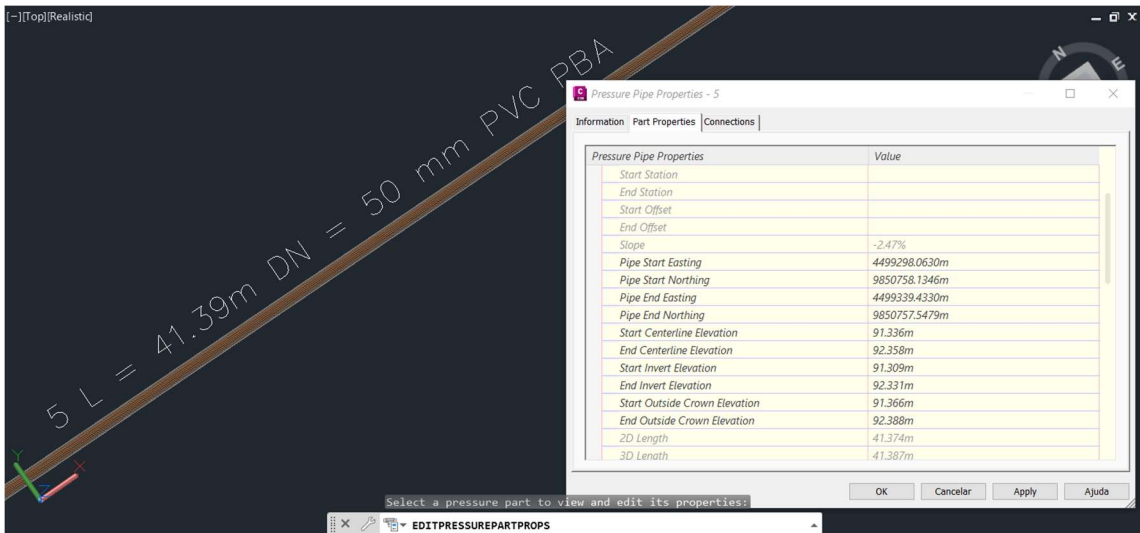 [−][Top][Realistic]
N
E
5 L = 41.39m DN = 50 mm PVC PBA
Y
X
Z
Pressure Pipe Properties - 5
Information Part Properties Connections
Pressure Pipe Properties Value
Start Station
End Station
Start Offset
End Offset
Slope -2.47%
Pipe Start Easting 4499298.0630m
Pipe Start Northing 9850758.1346m
Pipe End Easting 4499339.4330m
Pipe End Northing 9850757.5479m
Start Centerline Elevation 91.336m
End Centerline Elevation 92.358m
Start Invert Elevation 91.309m
End Invert Elevation 92.331m
Start Outside Crown Elevation 91.366m
End Outside Crown Elevation 92.388m
2D Length 41.374m
3D Length 41.387m
OK Cancelar Apply Ajuda
Select a pressure part to view and edit its properties:
EDITPRESSUREPARTPROPS